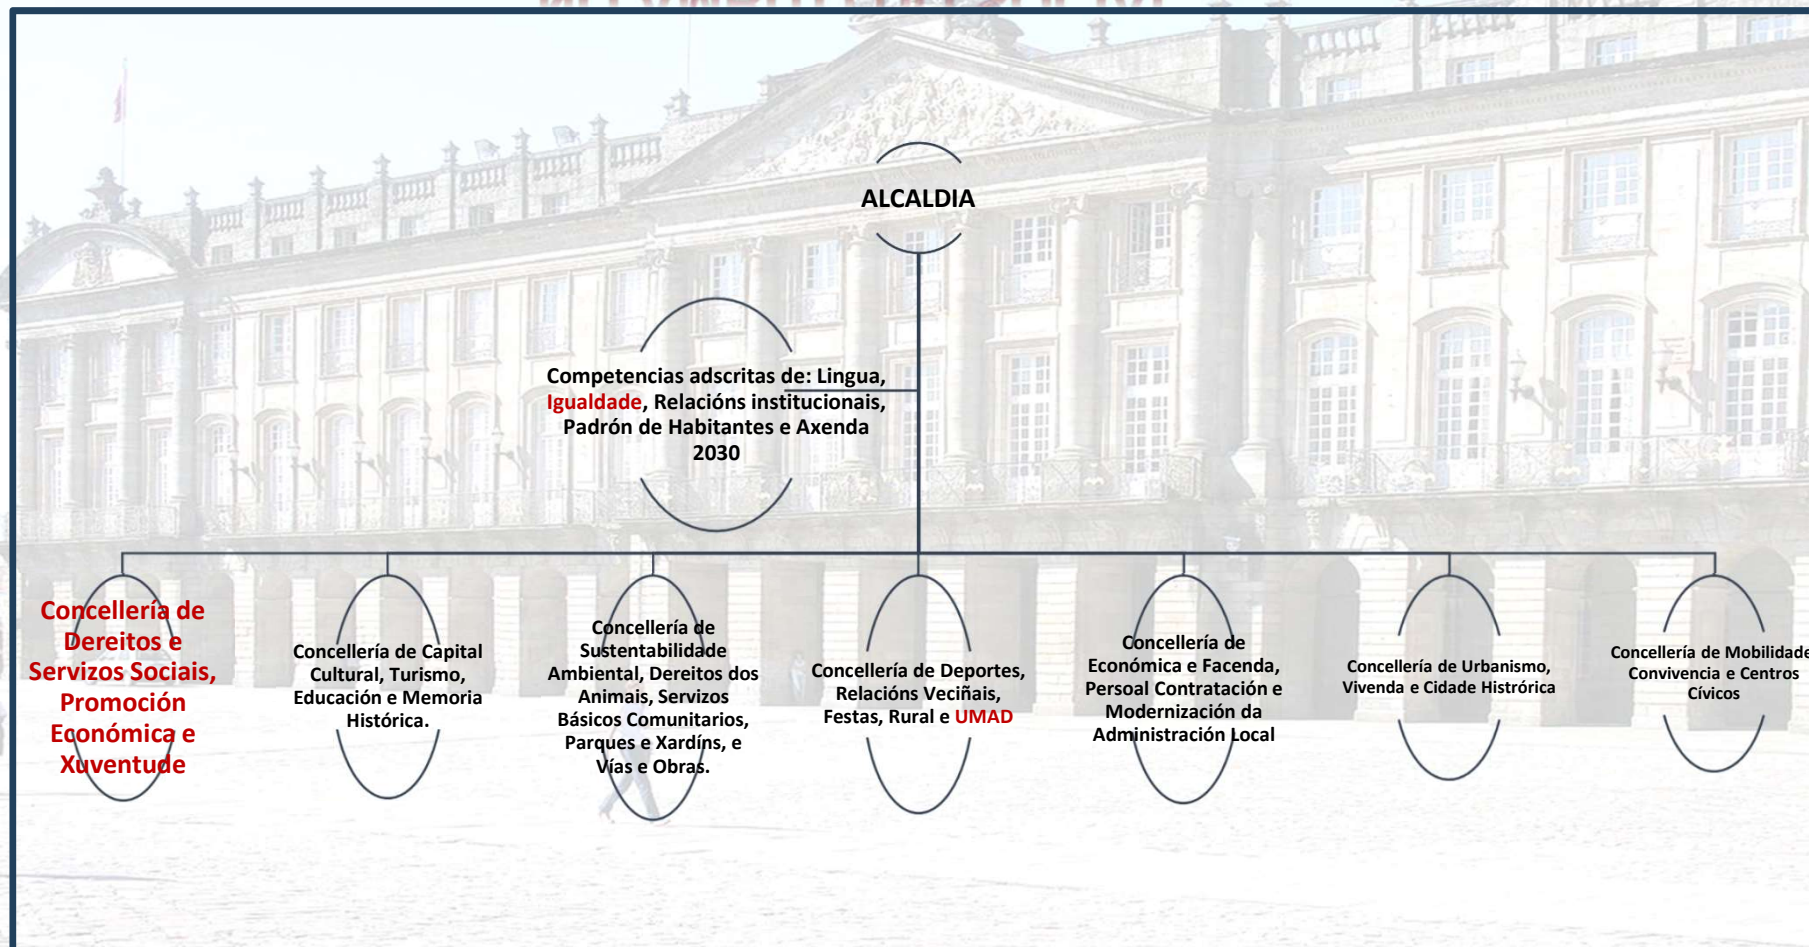 ALCALDIA
Competencias adscritas de: Lingua,
Igualdade, Relacións institucionais,
Padrón de Habitantes e Axenda
2030
Concellería de
Dereitos e
Servizos Sociais,
Promoción
Económica e
Xuventude
Concellería de Capital
Cultural, Turismo,
Educación e Memoria
Histórica.
Concellería de
Sustentabilidade
Ambiental, Dereitos dos
Animais, Servizos
Básicos Comunitarios,
Parques e Xardíns, e
Vías e Obras.
Concellería de Deportes,
Relacións Veciñais,
Festas, Rural e UMAD
Concellería de
Económica e Facenda,
Persoal Contratación e
Modernización da
Administración Local
Concellería de Urbanismo,
Vivenda e Cidade Histrórica
Concellería de Mobilidade
Convivencia e Centros
Cívicos